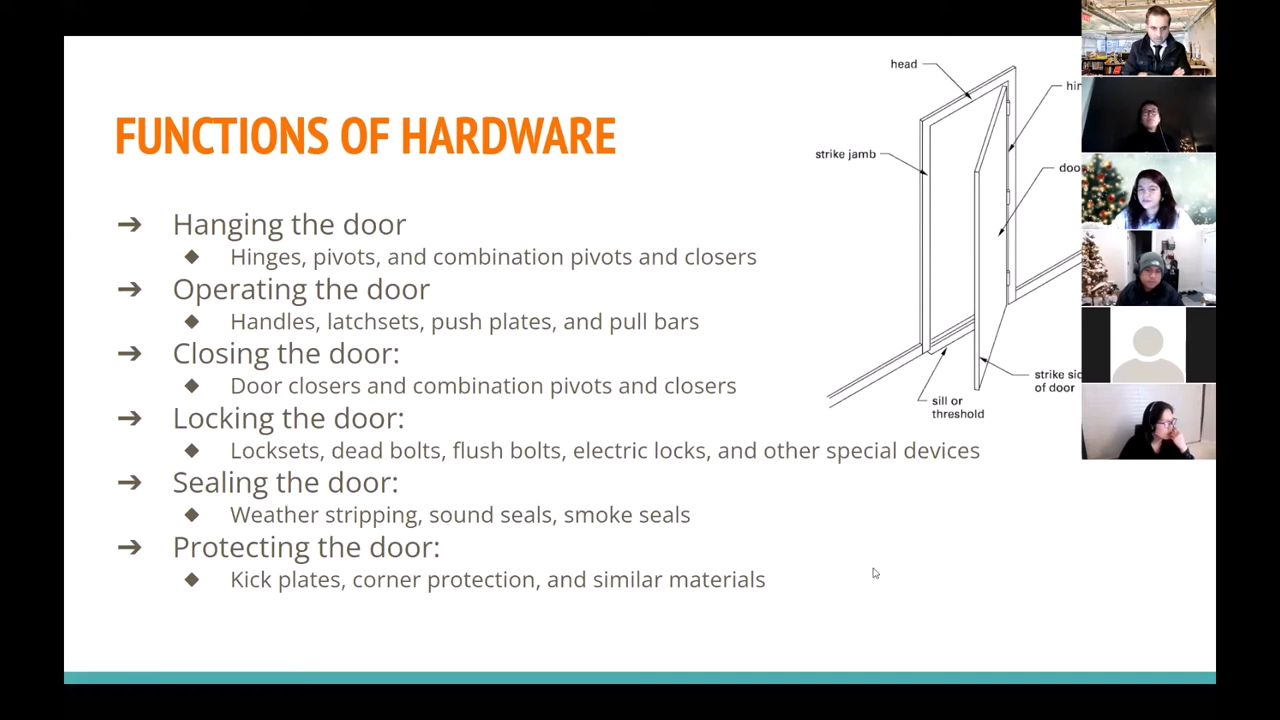 FUNCTIONS OF HARDWARE
➔ Hanging the door
◆ Hinges, pivots, and combination pivots and closers
➔ Operating the door
◆ Handles, latchsets, push plates, and pull bars
➔ Closing the door:
◆ Door closers and combination pivots and closers
➔ Locking the door:
◆ Locksets, dead bolts, flush bolts, electric locks, and other special devices
➔ Sealing the door:
◆ Weather stripping, sound seals, smoke seals
➔ Protecting the door:
◆ Kick plates, corner protection, and similar materials
head
strike jamb
strike
of door
sill or
threshold